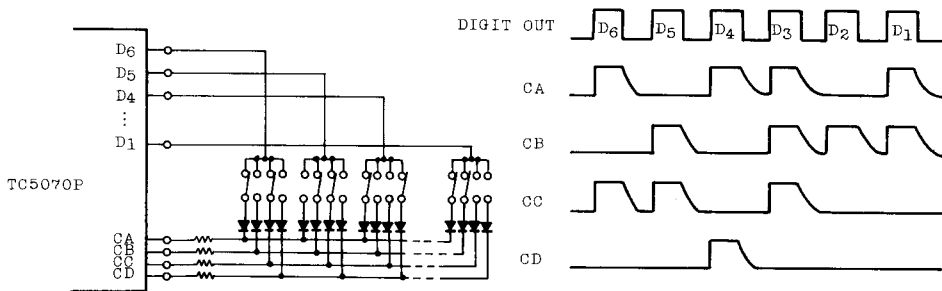 TC5070P
D6
D5
D4
⋮
D1
CA
CB
CC
CD
DIGIT OUT
D6 D5 D4 D3 D2 D1
CA
CB
CC
CD